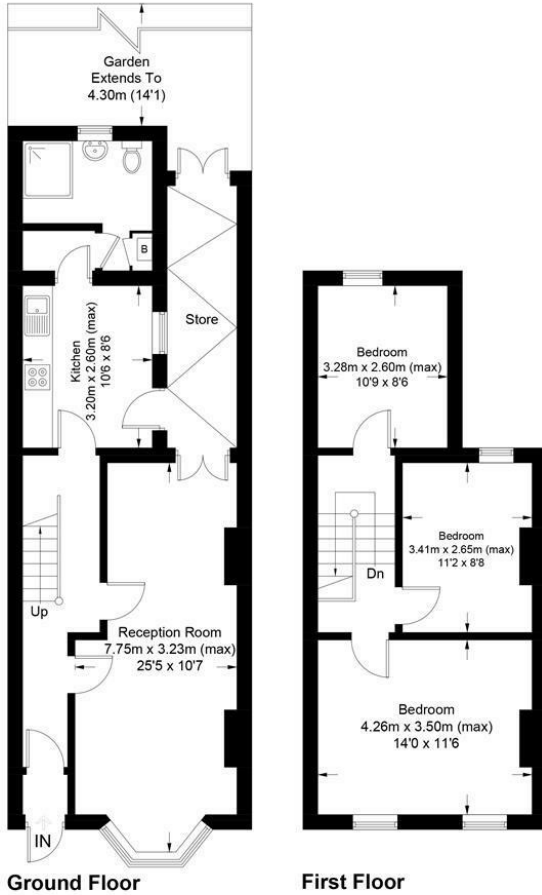 Garden
Extends To
4.30m (14'1)
B
Store
Kitchen
3.20m x 2.60m (max)
10'6 x 8'6
Up
Reception Room
7.75m x 3.23m (max)
25'5 x 10'7
IN
Ground Floor
Bedroom
3.28m x 2.60m (max)
10'9 x 8'6
Bedroom
3.41m x 2.65m (max)
11'2 x 8'8
Dn
Bedroom
4.26m x 3.50m (max)
14'0 x 11'6
First Floor